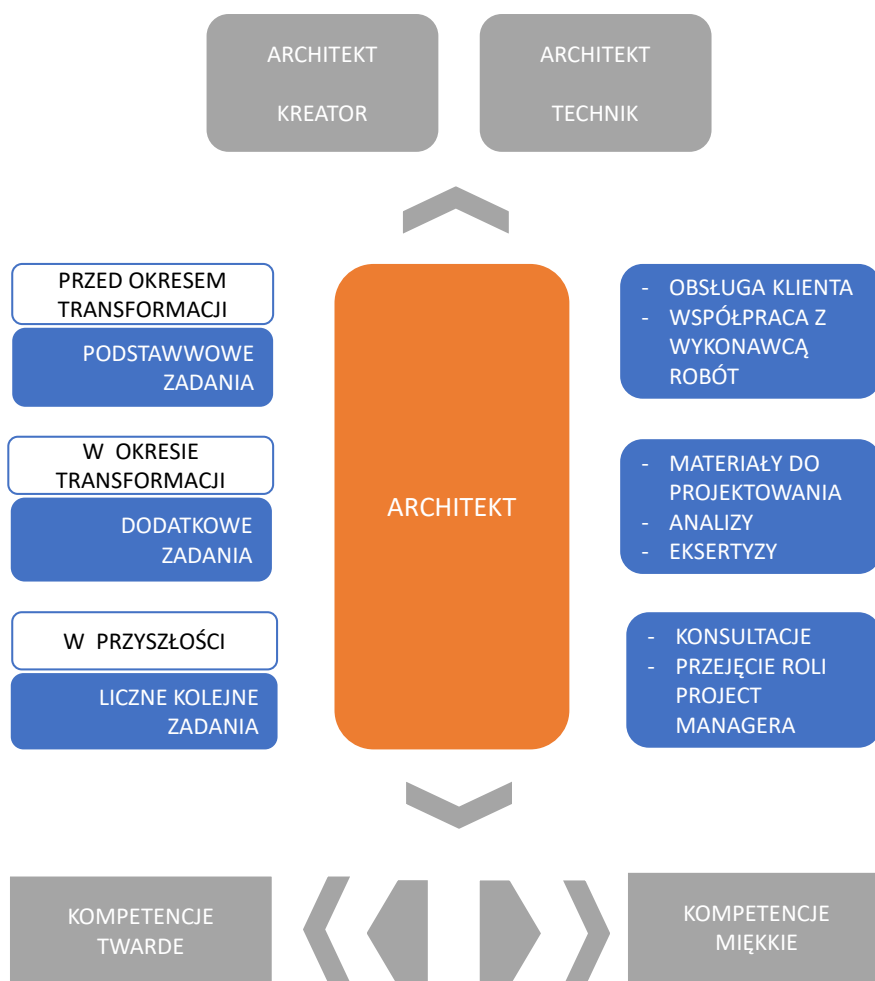 ARCHITEKT
KREATOR
ARCHITEKT
TECHNIK
PRZED OKRESEM
TRANSFORMACJI
PODSTAWWOWE
ZADANIA
- OBSŁUGA KLIENTA
- WSPÓŁPRACA Z
WYKONAWCĄ
ROBÓT
W OKRESIE
TRANSFORMACJI
DODATKOWE
ZADANIA
ARCHITEKT
- MATERIAŁY DO
PROJEKTOWANIA
- ANALIZY
- EKSERTYZY
W PRZYSZŁOŚCI
LICZNE KOLEJNE
ZADANIA
- KONSULTACJE
- PRZEJĘCIE ROLI
PROJECT
MANAGERA
KOMPETENCJE
TWARDE
KOMPETENCJE
MIĘKKIE